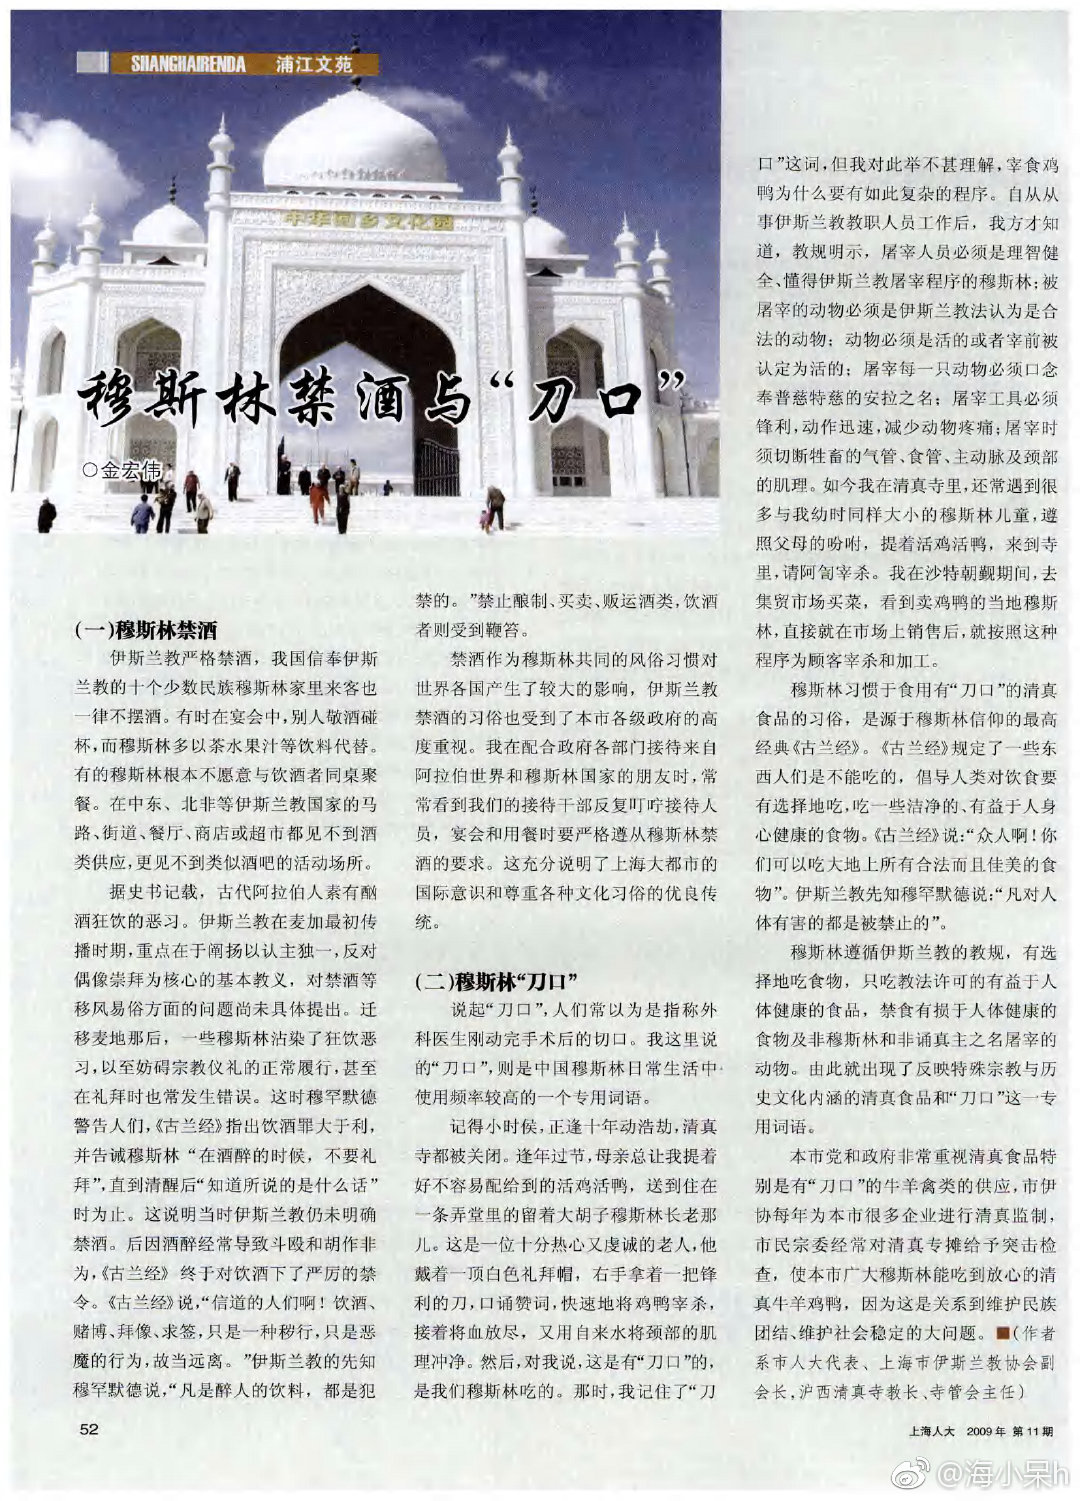 SHANGHAIRENDA 浦江文苑
中华回乡文化园
穆斯林禁酒与“刀口”
○金宏伟
(一)穆斯林禁酒
伊斯兰教严格禁酒，我国信奉伊斯
兰教的十个少数民族穆斯林家里来客也
一律不摆酒。有时在宴会中，别人敬酒碰
杯，而穆斯林多以茶水果汁等饮料代替。
有的穆斯林根本不愿意与饮酒者同桌聚
餐。在中东、北非等伊斯兰教国家的马
路、街道、餐厅、商店或超市都见不到酒
类供应，更见不到类似酒吧的活动场所。
据史书记载，古代阿拉伯人素有酗
酒狂饮的恶习。伊斯兰教在麦加最初传
播时期，重点在于阐扬以认主独一，反对
偶像崇拜为核心的基本教义，对禁酒等
移风易俗方面的问题尚未具体提出。迁
移麦地那后，一些穆斯林沾染了狂饮恶
习，以至妨碍宗教仪礼的正常履行，甚至
在礼拜时也常发生错误。这时穆罕默德
警告人们，《古兰经》指出饮酒罪大于利，
并告诫穆斯林“在酒醉的时候，不要礼
拜”，直到清醒后“知道所说的是什么话”
时为止。这说明当时伊斯兰教仍未明确
禁酒。后因酒醉经常导致斗殴和胡作非
为，《古兰经》终于对饮酒下了严厉的禁
令。《古兰经》说，“信道的人们啊！饮酒、
赌博、拜像、求签，只是一种秽行，只是恶
魔的行为，故当远离。”伊斯兰教的先知
穆罕默德说，“凡是醉人的饮料，都是犯
禁的。”禁止酿制、买卖、贩运酒类，饮酒
者则受到鞭笞。
禁酒作为穆斯林共同的风俗习惯对
世界各国产生了较大的影响，伊斯兰教
禁酒的习俗也受到了本市各级政府的高
度重视。我在配合政府各部门接待来自
阿拉伯世界和穆斯林国家的朋友时，常
常看到我们的接待干部反复叮咛接待人
员，宴会和用餐时要严格遵从穆斯林禁
酒的要求。这充分说明了上海大都市的
国际意识和尊重各种文化习俗的优良传
统。
(二)穆斯林“刀口”
说起“刀口”，人们常以为是指称外
科医生刚动完手术后的切口。我这里说
的“刀口”，则是中国穆斯林日常生活中
使用频率较高的一个专用词语。
记得小时侯，正逢十年动浩劫，清真
寺都被关闭。逢年过节，母亲总让我提着
好不容易配给到的活鸡活鸭，送到住在
一条弄堂里的留着大胡子穆斯林长老那
儿。这是一位十分热心又虔诚的老人，他
戴着一顶白色礼拜帽，右手拿着一把锋
利的刀，口诵赞词，快速地将鸡鸭宰杀，
接着将血放尽，又用自来水将颈部的肌
理冲净。然后，对我说，这是有“刀口”的，
是我们穆斯林吃的。那时，我记住了“刀
口”这词，但我对此举不甚理解，宰食鸡
鸭为什么要有如此复杂的程序。自从从
事伊斯兰教教职人员工作后，我方才知
道，教规明示，屠宰人员必须是理智健
全、懂得伊斯兰教屠宰程序的穆斯林；被
屠宰的动物必须是伊斯兰教法认为是合
法的动物；动物必须是活的或者宰前被
认定为活的；屠宰每一只动物必须口念
奉普慈特慈的安拉之名；屠宰工具必须
锋利，动作迅速，减少动物疼痛；屠宰时
须切断牲畜的气管、食管、主动脉及颈部
的肌理。如今我在清真寺里，还常遇到很
多与我幼时同样大小的穆斯林儿童，遵
照父母的吩咐，提着活鸡活鸭，来到寺
里，请阿訇宰杀。我在沙特朝觐期间，去
集贸市场买菜，看到卖鸡鸭的当地穆斯
林，直接就在市场上销售后，就按照这种
程序为顾客宰杀和加工。
穆斯林习惯于食用有“刀口”的清真
食品的习俗，是源于穆斯林信仰的最高
经典《古兰经》。《古兰经》规定了一些东
西人们是不能吃的，倡导人类对饮食要
有选择地吃，吃一些洁净的、有益于人身
心健康的食物。《古兰经》说：“众人啊！你
们可以吃大地上所有合法而且佳美的食
物”。伊斯兰教先知穆罕默德说：“凡对人
体有害的都是被禁止的”。
穆斯林遵循伊斯兰教的教规，有选
择地吃食物，只吃教法许可的有益于人
体健康的食品，禁食有损于人体健康的
食物及非穆斯林和非诵真主之名屠宰的
动物。由此就出现了反映特殊宗教与历
史文化内涵的清真食品和“刀口”这一专
用词语。
本市党和政府非常重视清真食品特
别是有“刀口”的牛羊禽类的供应，市伊
协每年为本市很多企业进行清真监制，
市民宗委经常对清真专摊给予突击检
查，使本市广大穆斯林能吃到放心的清
真牛羊鸡鸭，因为这是关系到维护民族
团结、维护社会稳定的大问题。■（作者
系市人大代表、上海市伊斯兰教协会副
会长，沪西清真寺教长、寺管会主任）
52
上海人大 2009年 第11期
@海小呆h